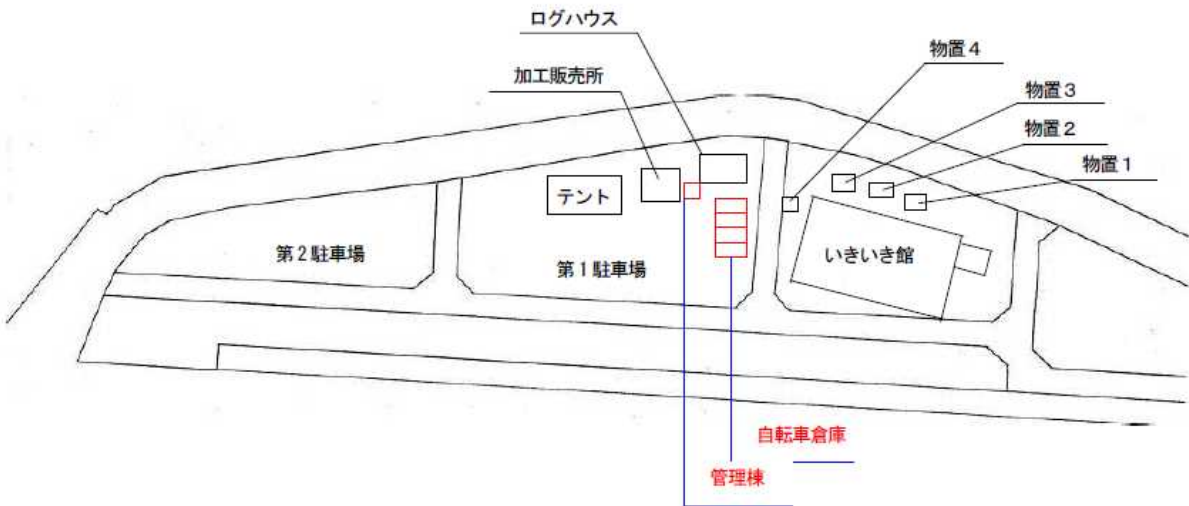 ログハウス
物置４
加工販売所
物置３
物置２
物置１
テント
いきいき館
第２駐車場
第１駐車場
自転車倉庫
管理棟